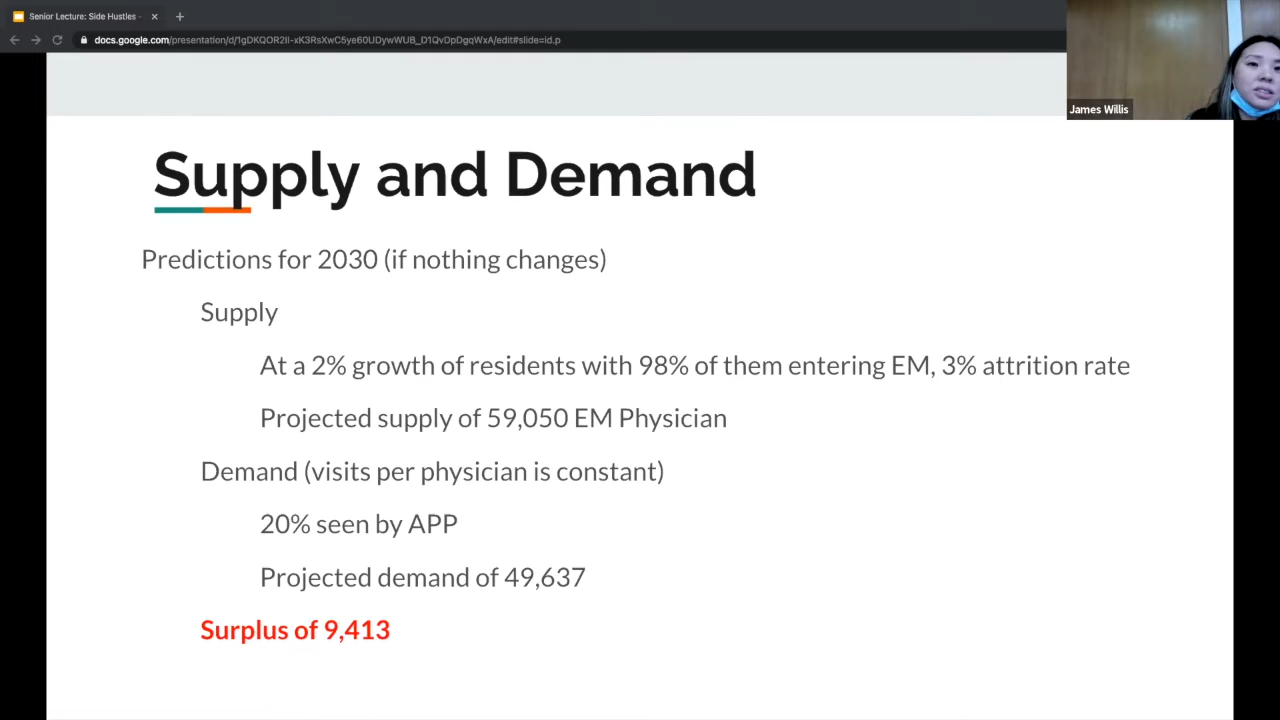 Senior Lecture: Side Hustles -
docs.google.com/presentation/d/1gDKQOR2II-xK3RsXwC5ye60UDywWUB_D1QvDpDgqWxA/edit#slide=id.p
James Willis
Supply and Demand
Predictions for 2030 (if nothing changes)
Supply
At a 2% growth of residents with 98% of them entering EM, 3% attrition rate
Projected supply of 59,050 EM Physician
Demand (visits per physician is constant)
20% seen by APP
Projected demand of 49,637
Surplus of 9,413